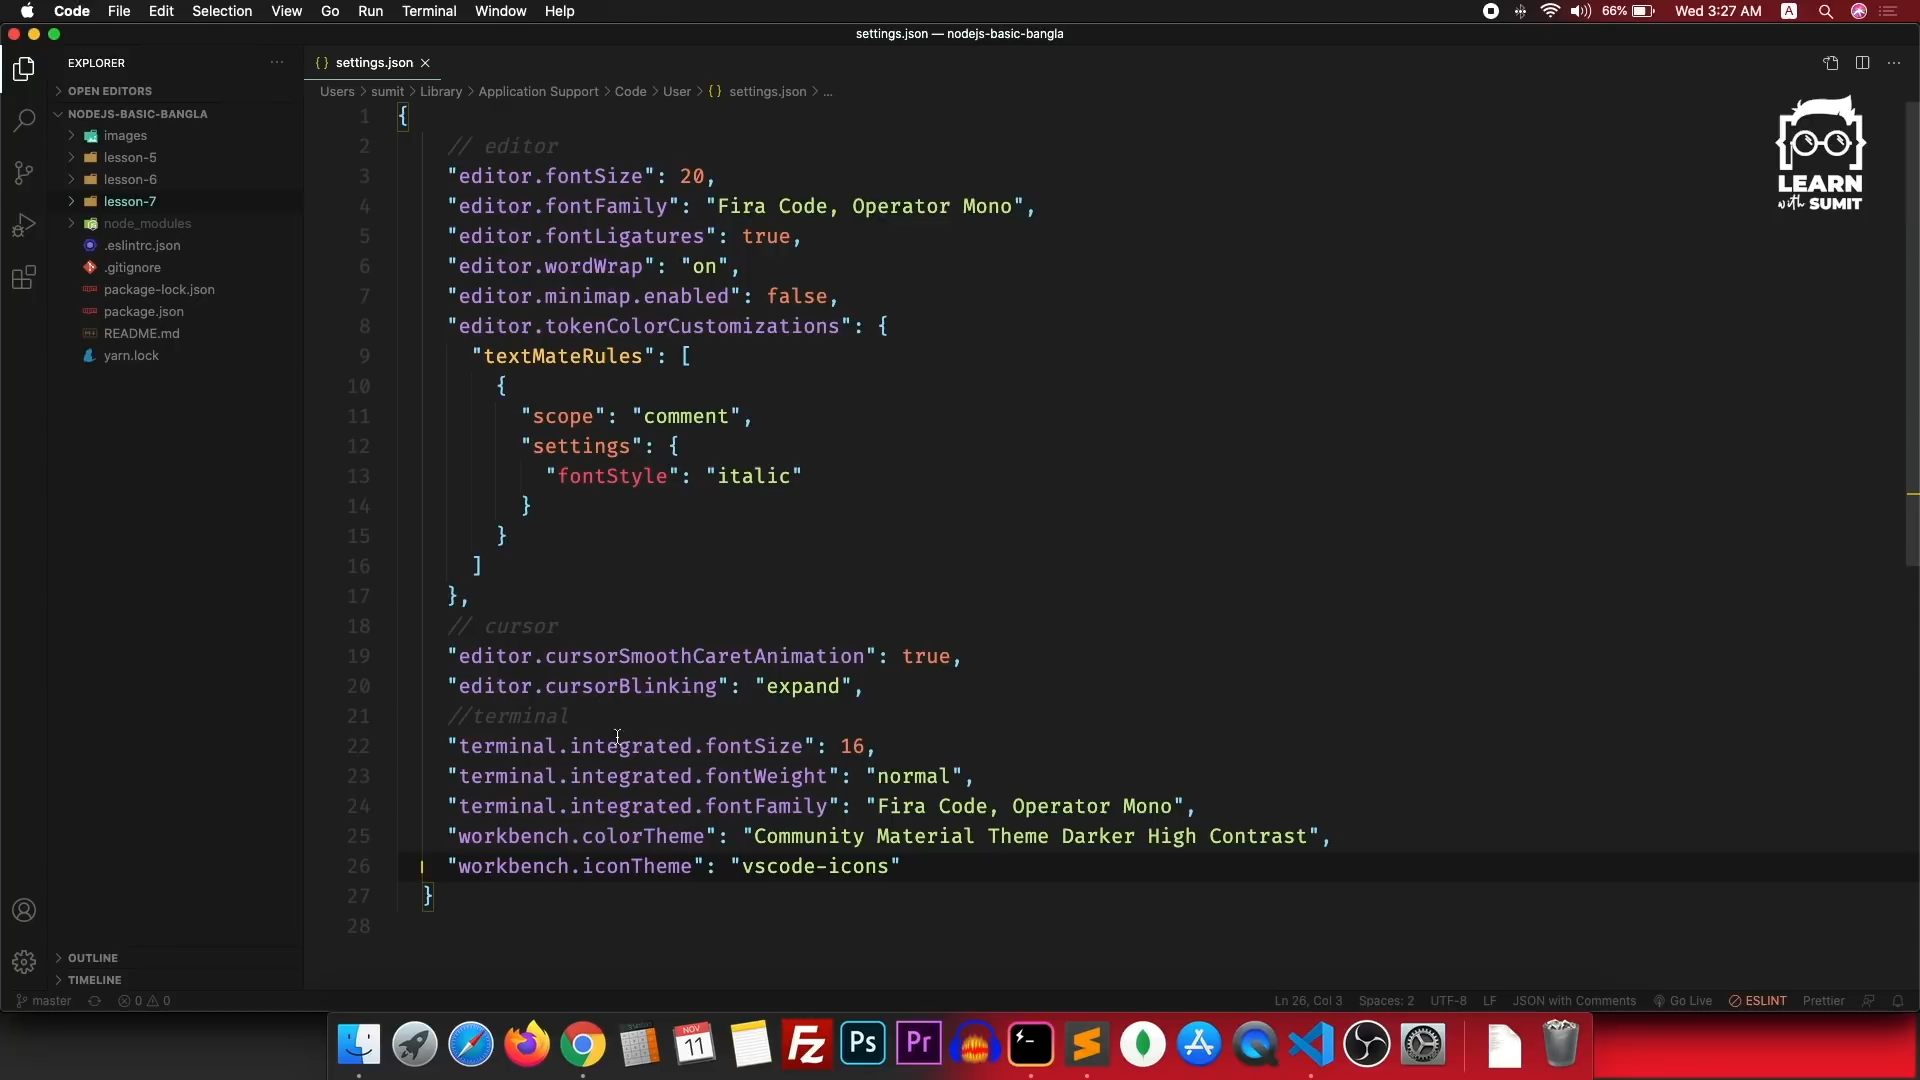 Code File Edit Selection View Go Run Terminal Window Help 66% Wed 3:27 AM A
settings.json — nodejs-basic-bangla
EXPLORER
OPEN EDITORS
NODEJS-BASIC-BANGLA
images
lesson-5
lesson-6
lesson-7
node_modules
.eslintrc.json
.gitignore
package-lock.json
package.json
README.md
yarn.lock
OUTLINE
TIMELINE
{} settings.json
Users > sumit > Library > Application Support > Code > User > {} settings.json > ...
1 {
2 // editor
3 "editor.fontSize": 20,
4 "editor.fontFamily": "Fira Code, Operator Mono",
5 "editor.fontLigatures": true,
6 "editor.wordWrap": "on",
7 "editor.minimap.enabled": false,
8 "editor.tokenColorCustomizations": {
9 "textMateRules": [
10 {
11 "scope": "comment",
12 "settings": {
13 "fontStyle": "italic"
14 }
15 }
16 ]
17 },
18 // cursor
19 "editor.cursorSmoothCaretAnimation": true,
20 "editor.cursorBlinking": "expand",
21 //terminal
22 "terminal.integrated.fontSize": 16,
23 "terminal.integrated.fontWeight": "normal",
24 "terminal.integrated.fontFamily": "Fira Code, Operator Mono",
25 "workbench.colorTheme": "Community Material Theme Darker High Contrast",
26 "workbench.iconTheme": "vscode-icons"
27 }
28
LEARN
with SUMIT
master 0 0 Ln 26, Col 3 Spaces: 2 UTF-8 LF JSON with Comments Go Live ESLINT Prettier
NOV
11
Fz
Ps
Pr